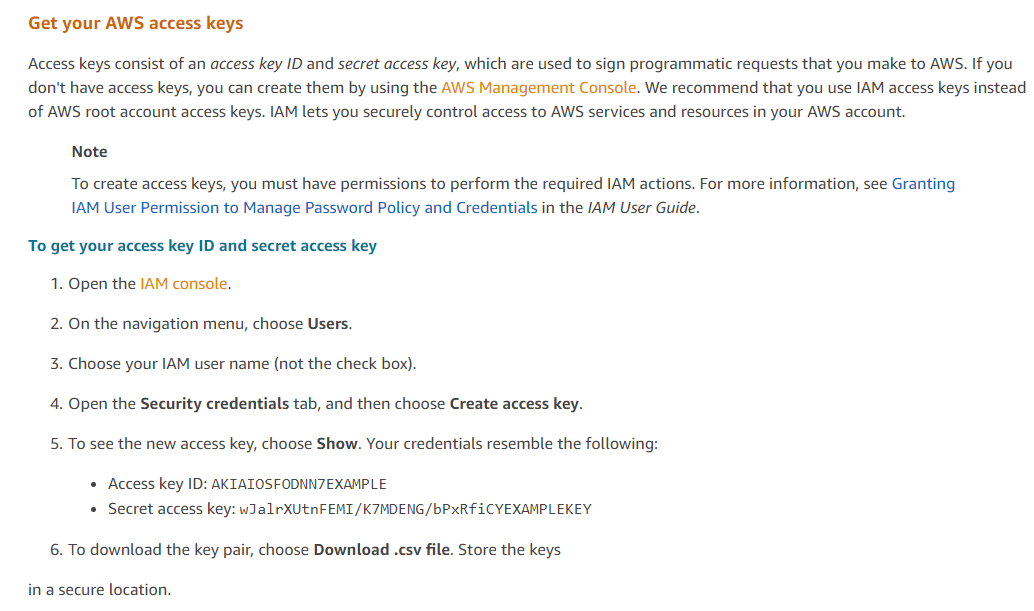 Get your AWS access keys
Access keys consist of an access key ID and secret access key, which are used to sign programmatic requests that you make to AWS. If you
don't have access keys, you can create them by using the AWS Management Console. We recommend that you use IAM access keys instead
of AWS root account access keys. IAM lets you securely control access to AWS services and resources in your AWS account.
Note
To create access keys, you must have permissions to perform the required IAM actions. For more information, see Granting
IAM User Permission to Manage Password Policy and Credentials in the IAM User Guide.
To get your access key ID and secret access key
1. Open the IAM console.
2. On the navigation menu, choose Users.
3. Choose your IAM user name (not the check box).
4. Open the Security credentials tab, and then choose Create access key.
5. To see the new access key, choose Show. Your credentials resemble the following:
• Access key ID: AKIAIOSFODNN7EXAMPLE
• Secret access key: wJalrXUtnFEMI/K7MDENG/bPxRfiCYEXAMPLEKEY
6. To download the key pair, choose Download .csv file. Store the keys
in a secure location.